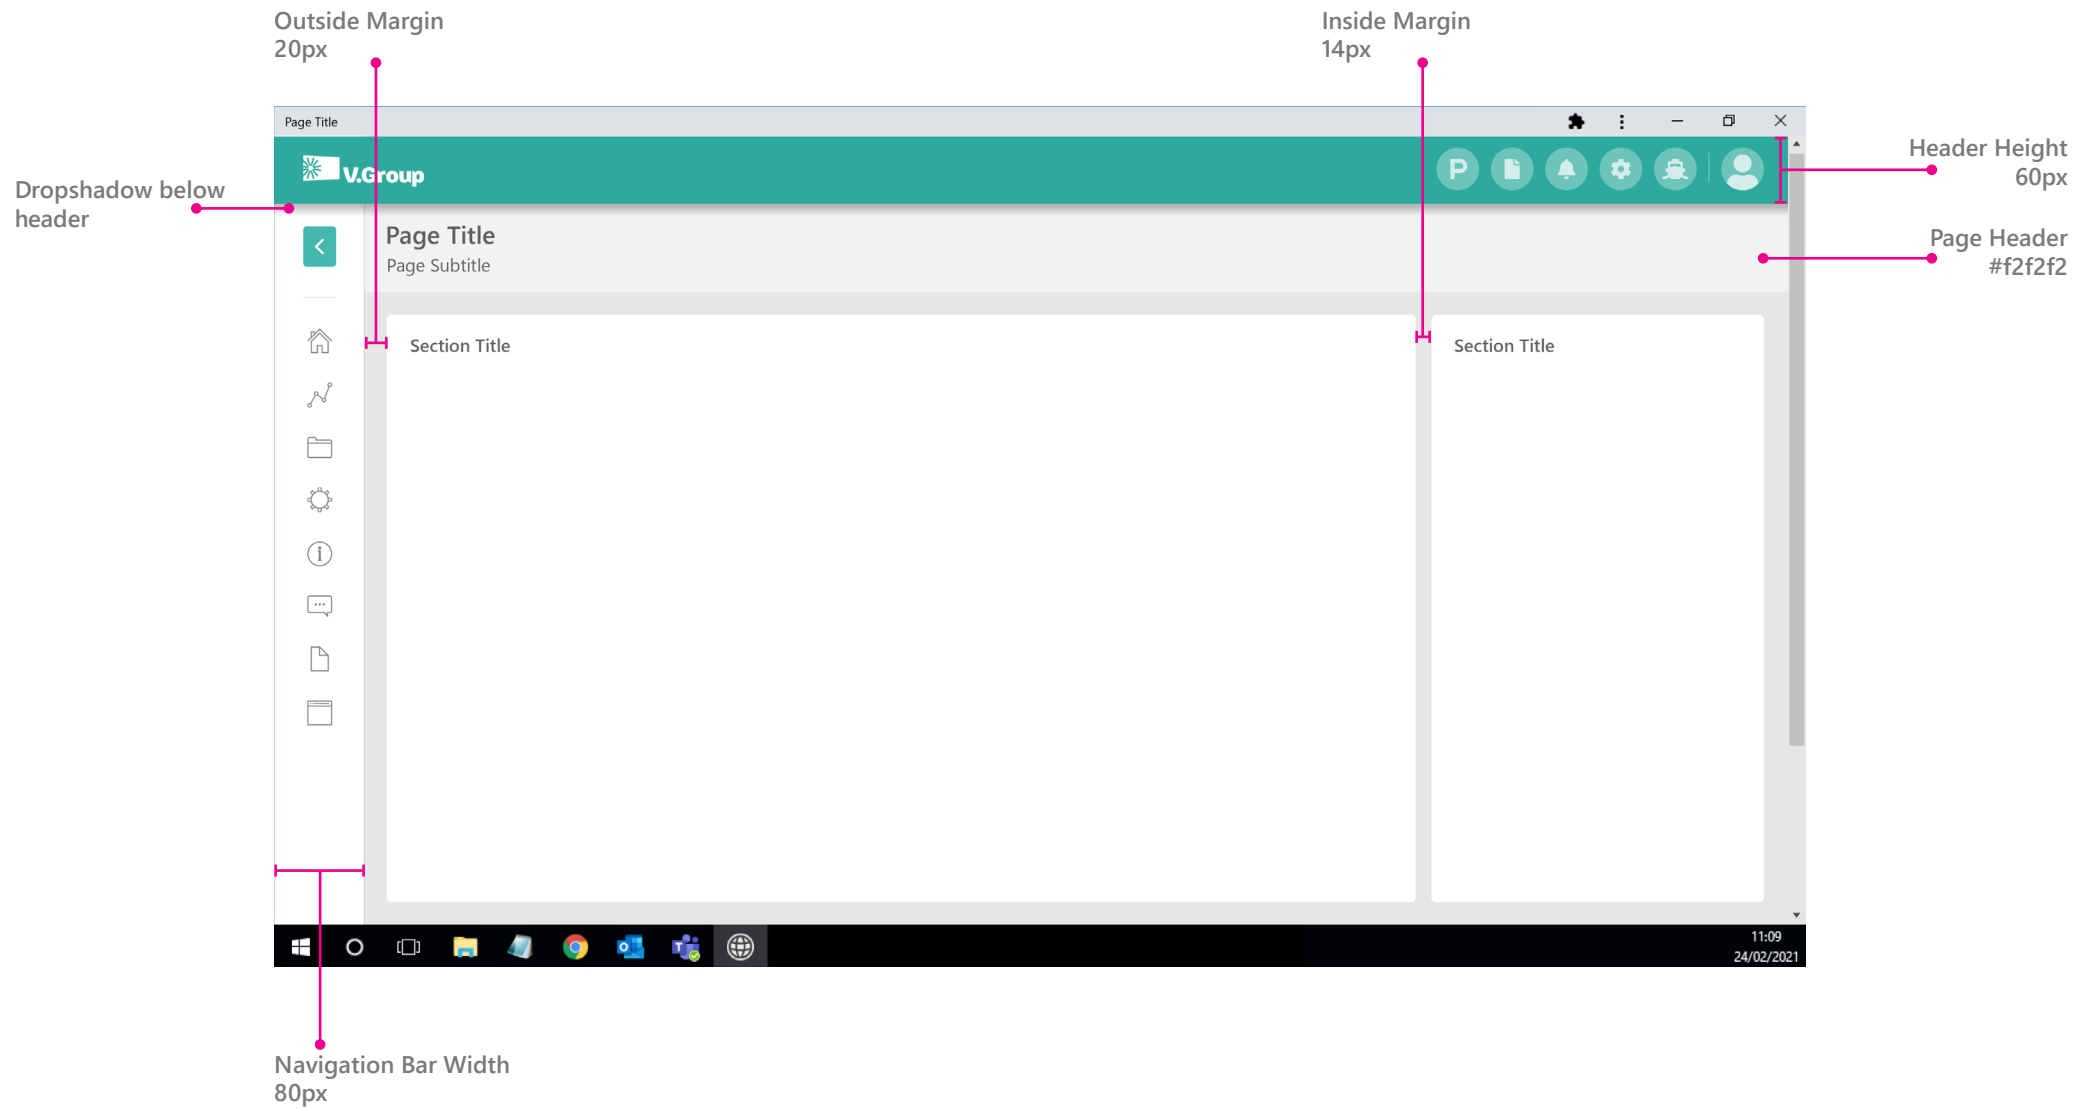 Outside Margin
20px
Inside Margin
14px
Page Title
V.Group
P
Header Height
60px
Dropshadow below
header
Page Title
Page Subtitle
Page Header
#f2f2f2
Section Title
Section Title
11:09
24/02/2021
Navigation Bar Width
80px